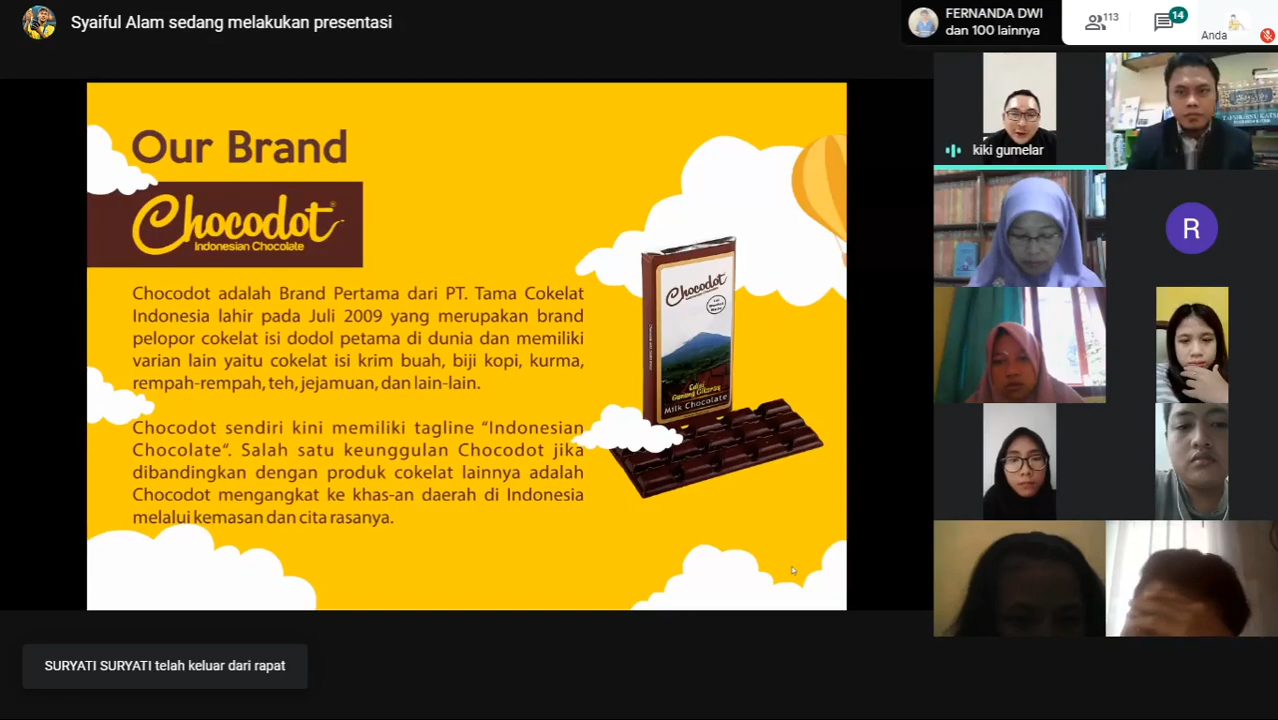 Syaiful Alam sedang melakukan presentasi
FERNANDA DWI
dan 100 lainnya
113
14
Anda
Our Brand
Chocodot®
Indonesian Chocolate
Chocodot adalah Brand Pertama dari PT. Tama Cokelat
Indonesia lahir pada Juli 2009 yang merupakan brand
pelopor cokelat isi dodol petama di dunia dan memiliki
varian lain yaitu cokelat isi krim buah, biji kopi, kurma,
rempah-rempah, teh, jejamuan, dan lain-lain.
Chocodot sendiri kini memiliki tagline “Indonesian
Chocolate“. Salah satu keunggulan Chocodot jika
dibandingkan dengan produk cokelat lainnya adalah
Chocodot mengangkat ke khas-an daerah di Indonesia
melalui kemasan dan cita rasanya.
Chocodot
Edisi
Gunung Cikuray
Milk Chocolate
kiki gumelar
R
SURYATI SURYATI telah keluar dari rapat